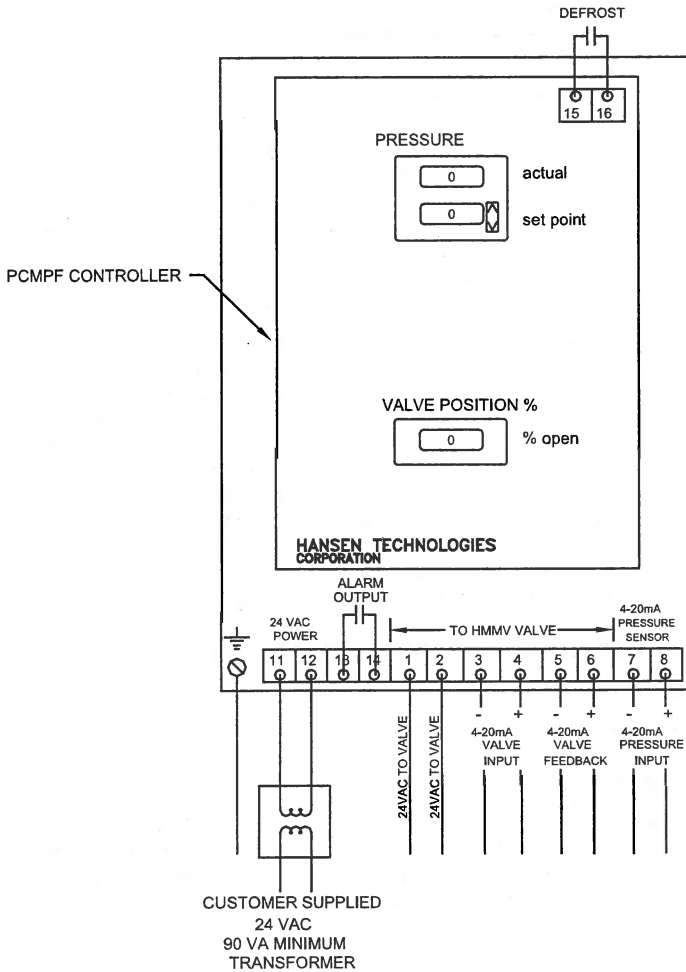 DEFROST
15 16
PRESSURE
0 actual
0 set point
PCMPF CONTROLLER
VALVE POSITION %
0 % open
HANSEN TECHNOLOGIES
CORPORATION
ALARM
OUTPUT
24 VAC
POWER
TO HMMV VALVE
4-20mA
PRESSURE
SENSOR
11 12 13 14 1 2 3 4 5 6 7 8
- + - + - +
24VAC TO VALVE
24VAC TO VALVE
4-20mA
VALVE
INPUT
4-20mA
VALVE
FEEDBACK
4-20mA
PRESSURE
INPUT
CUSTOMER SUPPLIED
24 VAC
90 VA MINIMUM
TRANSFORMER